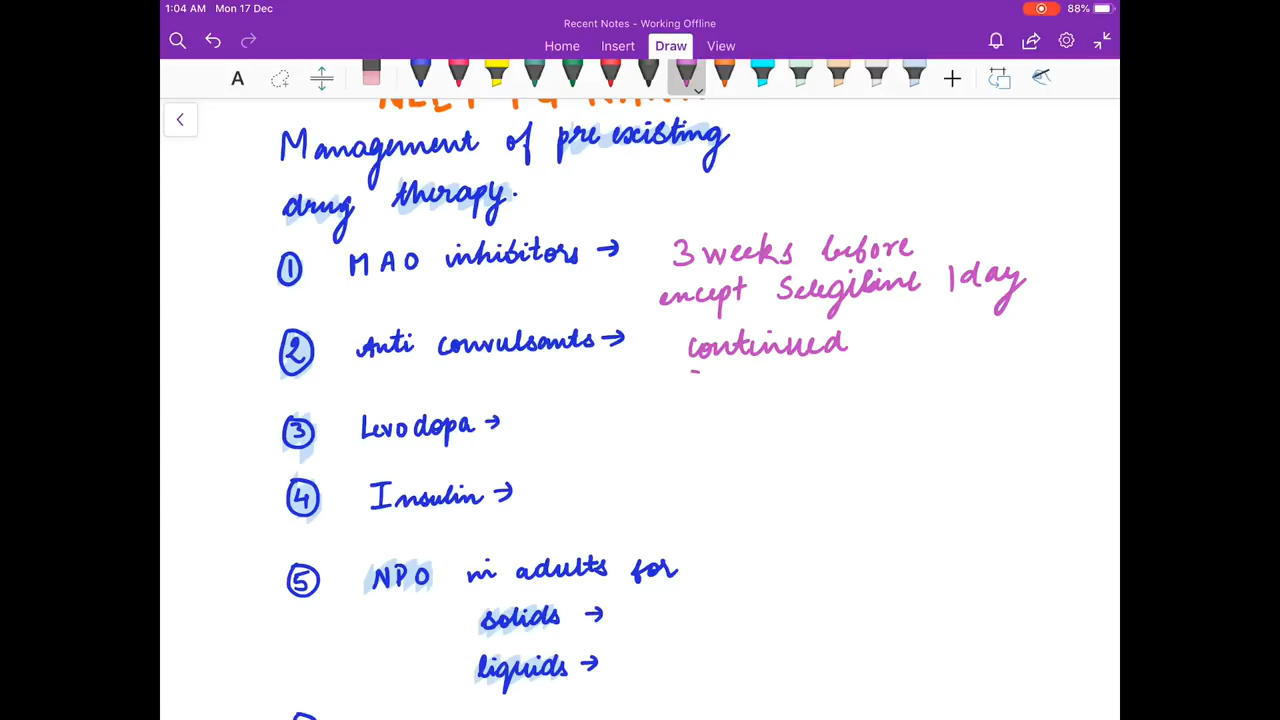 1:04 AM Mon 17 Dec
88%
Recent Notes - Working Offline
Home Insert Draw View
A
NEET PG
Management of pre existing
drug therapy.
1 MAO inhibitors → 3 weeks before
except Selegiline 1 day
2 Anti convulsants → continued
3 Levodopa →
4 Insulin →
5 NPO in adults for
solids →
liquids →